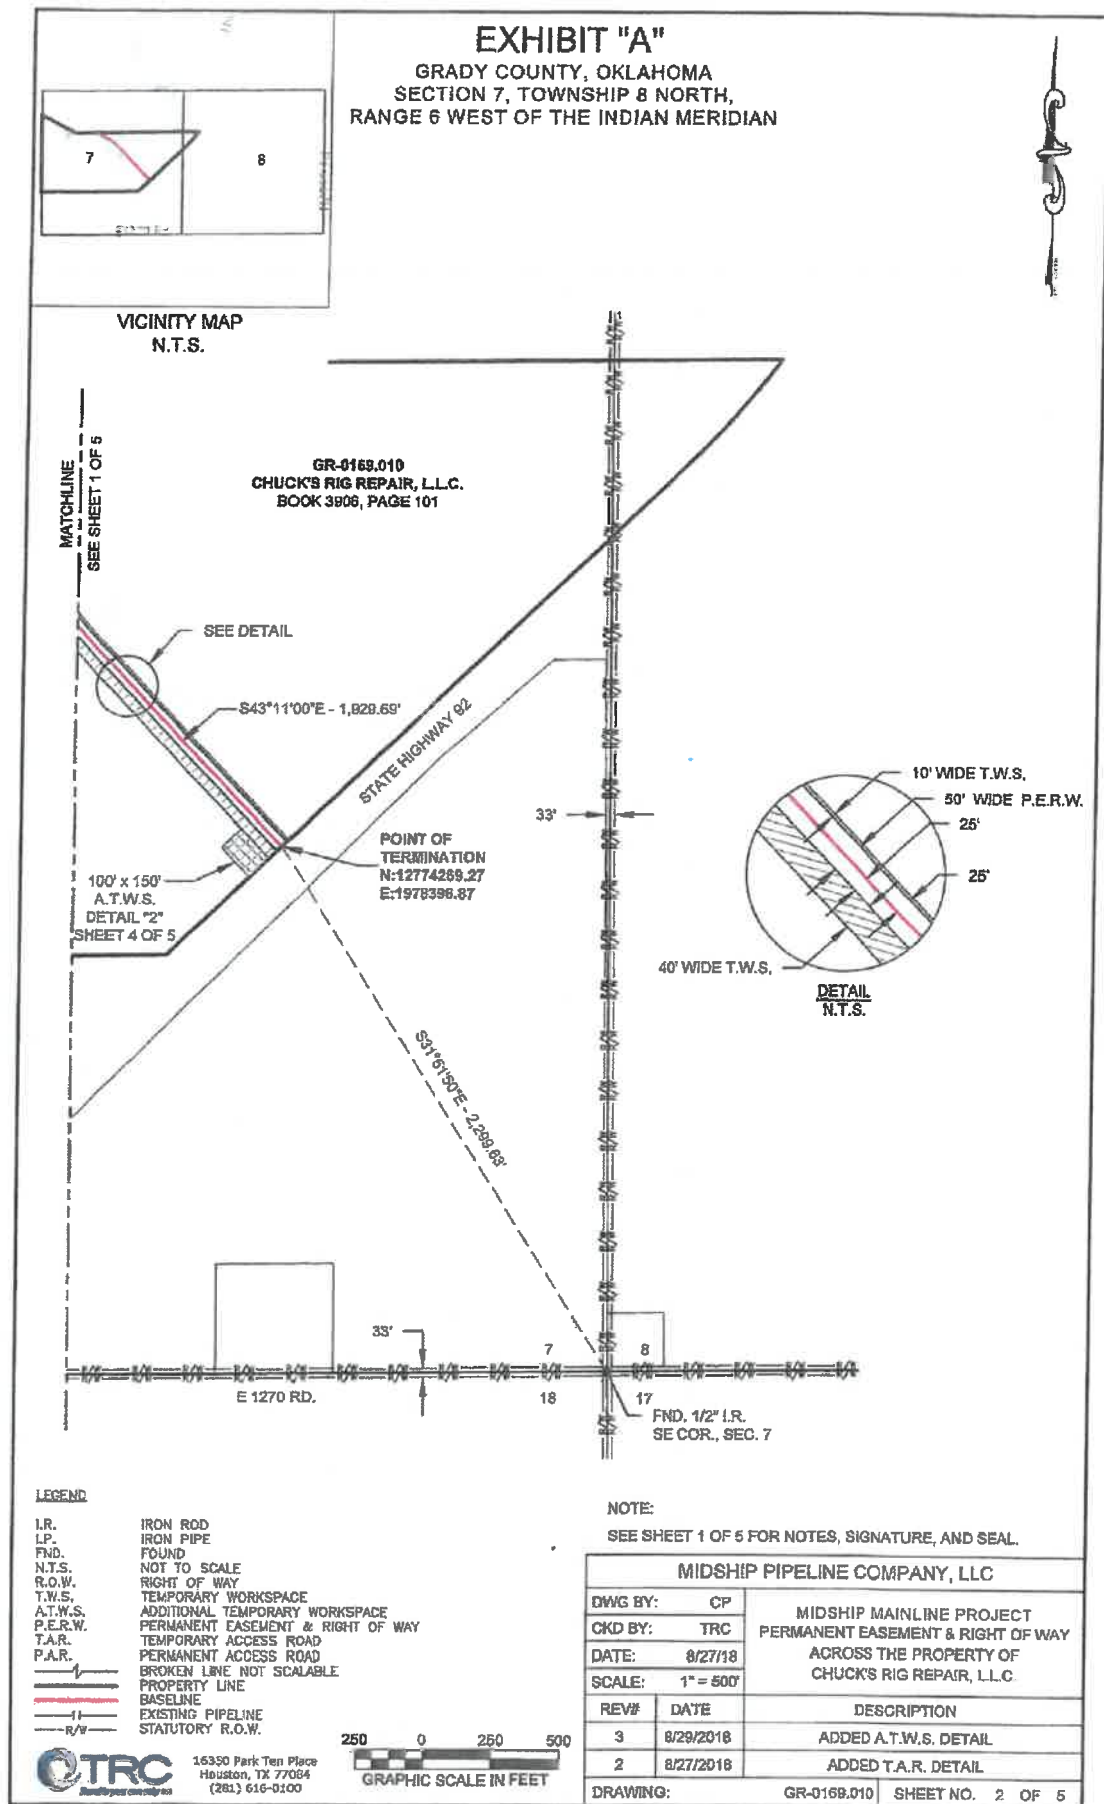 EXHIBIT "A"
GRADY COUNTY, OKLAHOMA
SECTION 7, TOWNSHIP 8 NORTH,
RANGE 6 WEST OF THE INDIAN MERIDIAN
7
8
VICINITY MAP
N.T.S.
MATCHLINE
SEE SHEET 1 OF 5
GR-0169.010
CHUCK'S RIG REPAIR, L.L.C.
BOOK 3906, PAGE 101
SEE DETAIL
S43°11'00"E - 1,929.69'
STATE HIGHWAY 92
33'
POINT OF
TERMINATION
N:12774269.27
E:1978396.87
100' x 150'
A.T.W.S.
DETAIL "2"
SHEET 4 OF 5
10' WIDE T.W.S.
50' WIDE P.E.R.W.
25'
25'
40' WIDE T.W.S.
DETAIL
N.T.S.
S31°51'50"E - 2,299.63'
33'
7
8
E 1270 RD.
18
17
FND. 1/2" I.R.
SE COR., SEC. 7
LEGEND
I.R. IRON ROD
I.P. IRON PIPE
FND. FOUND
N.T.S. NOT TO SCALE
R.O.W. RIGHT OF WAY
T.W.S. TEMPORARY WORKSPACE
A.T.W.S. ADDITIONAL TEMPORARY WORKSPACE
P.E.R.W. PERMANENT EASEMENT & RIGHT OF WAY
T.A.R. TEMPORARY ACCESS ROAD
P.A.R. PERMANENT ACCESS ROAD
BROKEN LINE NOT SCALABLE
PROPERTY LINE
BASELINE
EXISTING PIPELINE
R/W STATUTORY R.O.W.
TRC
16350 Park Ten Place
Houston, TX 77084
(281) 616-0100
250 0 250 500
GRAPHIC SCALE IN FEET
NOTE:
SEE SHEET 1 OF 5 FOR NOTES, SIGNATURE, AND SEAL.
MIDSHIP PIPELINE COMPANY, LLC
DWG BY: CP
CKD BY: TRC
DATE: 8/27/18
SCALE: 1" = 500'
MIDSHIP MAINLINE PROJECT
PERMANENT EASEMENT & RIGHT OF WAY
ACROSS THE PROPERTY OF
CHUCK'S RIG REPAIR, L.L.C.
REV# DATE DESCRIPTION
3 8/29/2018 ADDED A.T.W.S. DETAIL
2 8/27/2018 ADDED T.A.R. DETAIL
DRAWING: GR-0169.010 SHEET NO. 2 OF 5